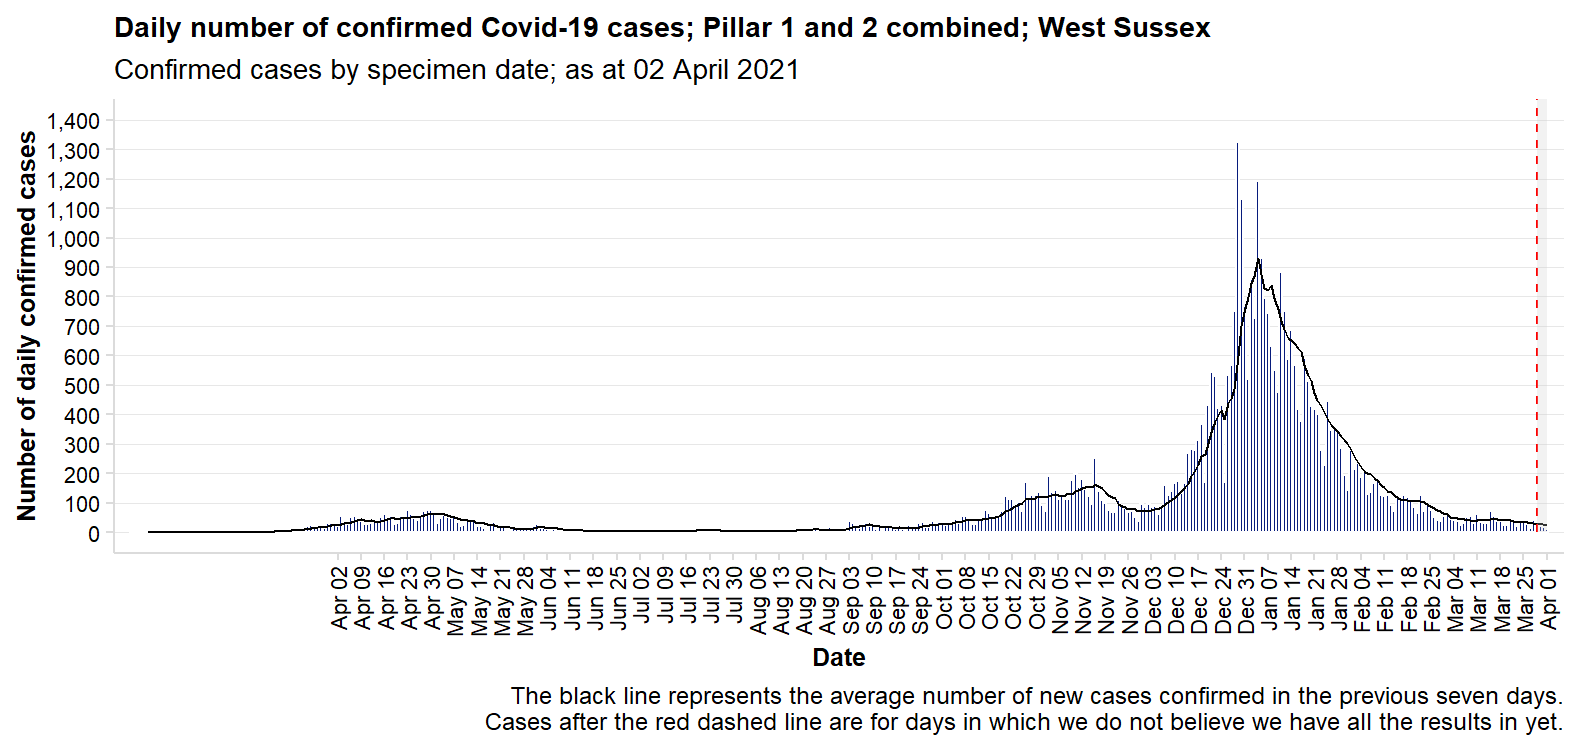 Daily number of confirmed Covid-19 cases; Pillar 1 and 2 combined; West Sussex
Confirmed cases by specimen date; as at 02 April 2021
Number of daily confirmed cases
1,400
1,300
1,200
1,100
1,000
900
800
700
600
500
400
300
200
100
0
Apr 02
Apr 09
Apr 16
Apr 23
Apr 30
May 07
May 14
May 21
May 28
Jun 04
Jun 11
Jun 18
Jun 25
Jul 02
Jul 09
Jul 16
Jul 23
Jul 30
Aug 06
Aug 13
Aug 20
Aug 27
Sep 03
Sep 10
Sep 17
Sep 24
Oct 01
Oct 08
Oct 15
Oct 22
Oct 29
Nov 05
Nov 12
Nov 19
Nov 26
Dec 03
Dec 10
Dec 17
Dec 24
Dec 31
Jan 07
Jan 14
Jan 21
Jan 28
Feb 04
Feb 11
Feb 18
Feb 25
Mar 04
Mar 11
Mar 18
Mar 25
Apr 01
Date
The black line represents the average number of new cases confirmed in the previous seven days.
Cases after the red dashed line are for days in which we do not believe we have all the results in yet.